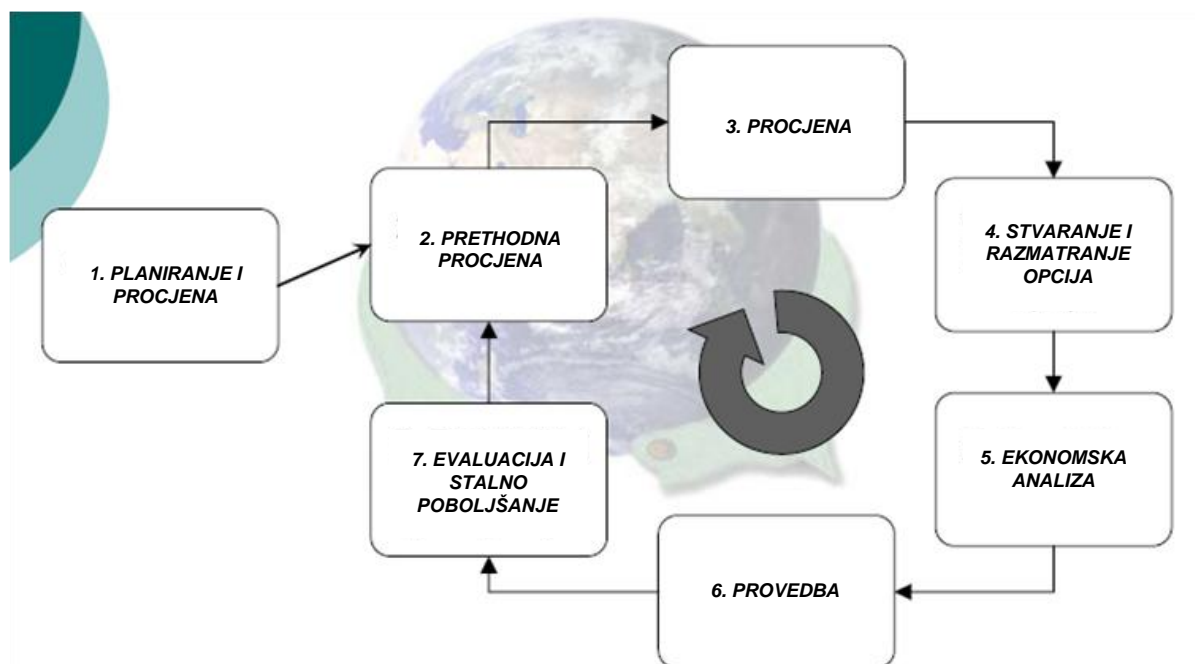 1. PLANIRANJE I
PROCJENA
2. PRETHODNA
PROCJENA
3. PROCJENA
4. STVARANJE I
RAZMATRANJE
OPCIJA
5. EKONOMSKA
ANALIZA
6. PROVEDBA
7. EVALUACIJA I
STALNO
POBOLJŠANJE